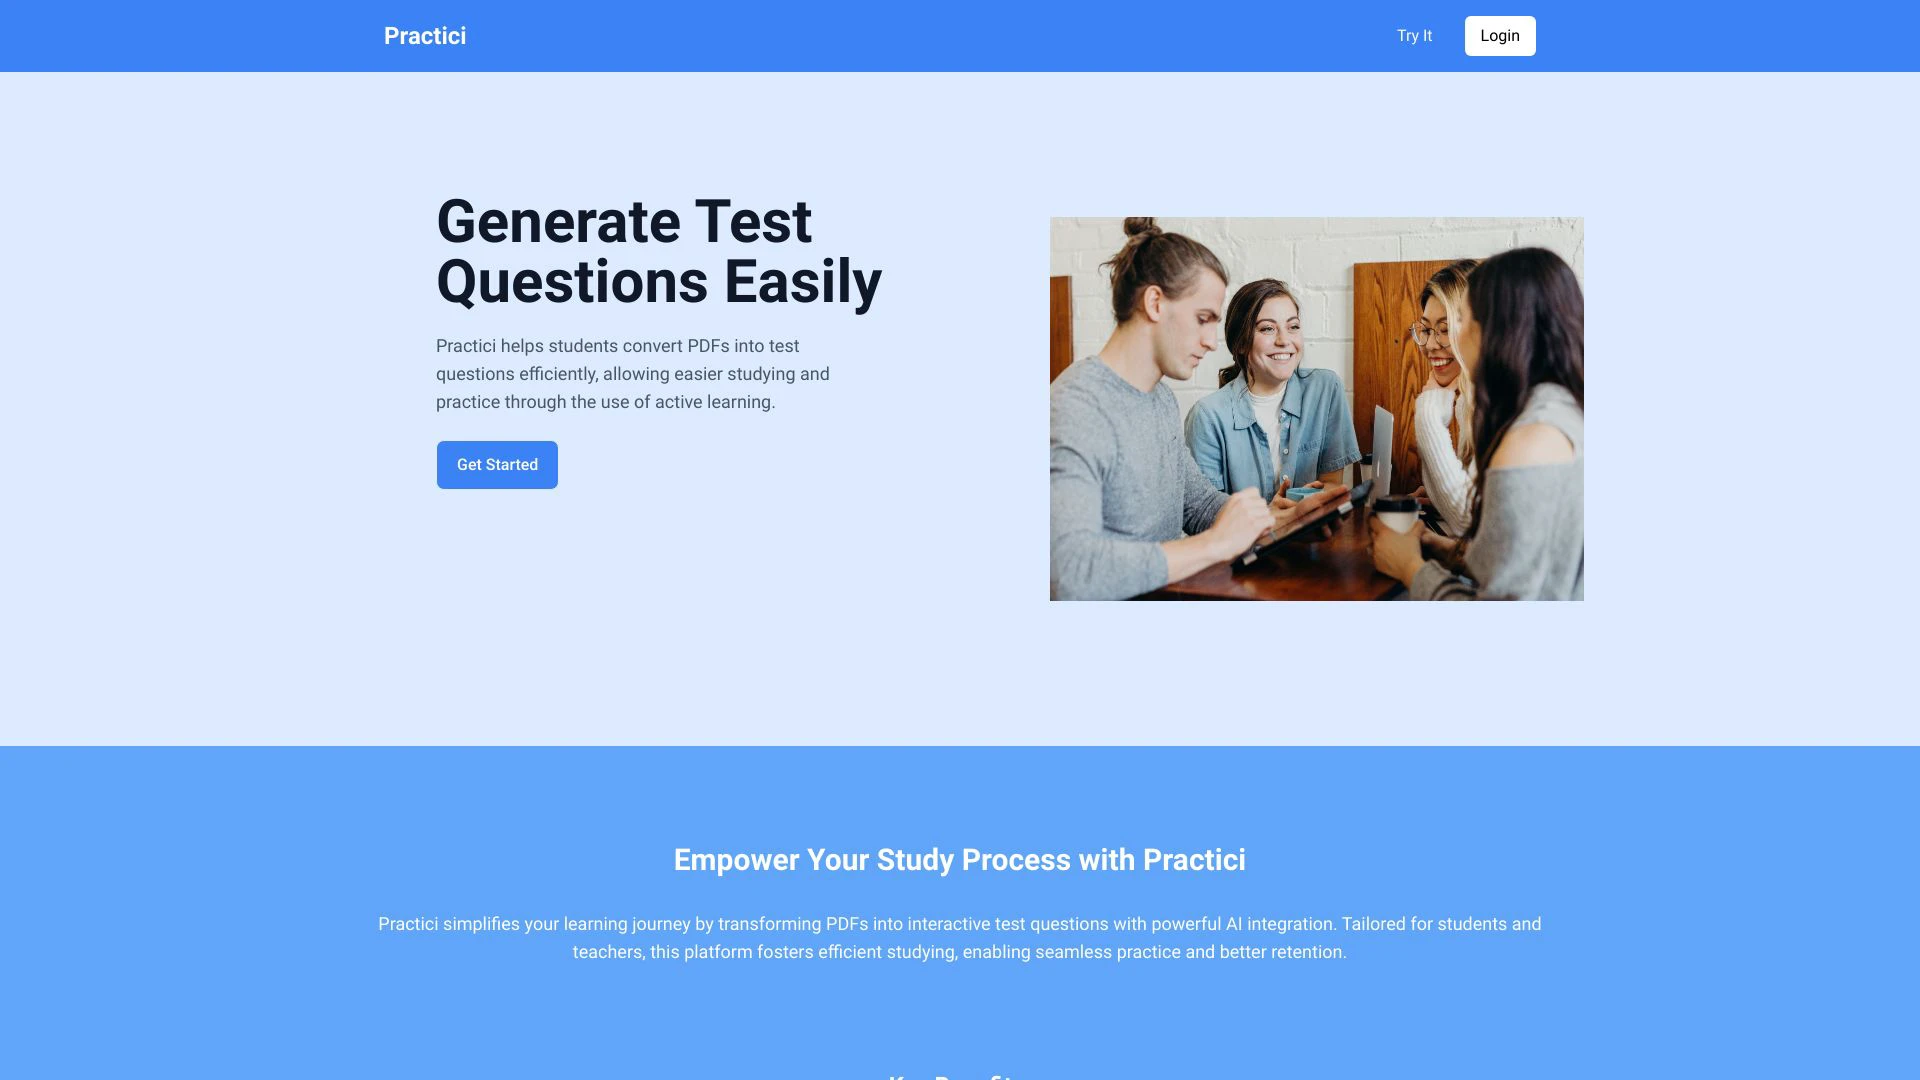 Practici
Try It
Login
Generate Test
Questions Easily
Practici helps students convert PDFs into test
questions efficiently, allowing easier studying and
practice through the use of active learning.
Get Started
Empower Your Study Process with Practici
Practici simplifies your learning journey by transforming PDFs into interactive test questions with powerful AI integration. Tailored for students and
teachers, this platform fosters efficient studying, enabling seamless practice and better retention.